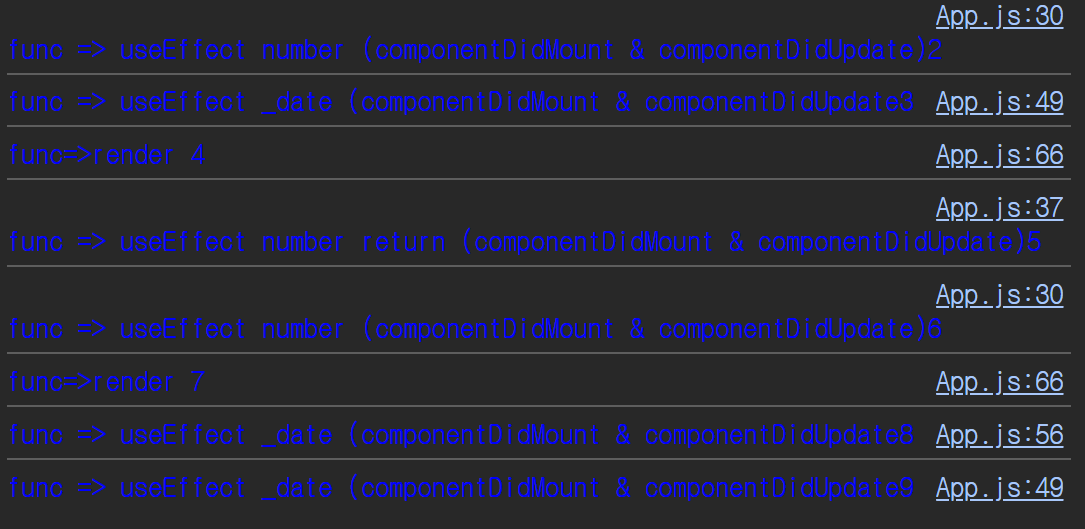 App.js:30
func => useEffect number (componentDidMount & componentDidUpdate)2
func => useEffect _date (componentDidMount & componentDidUpdate3 App.js:49
func=>render 4 App.js:66
App.js:37
func => useEffect number return (componentDidMount & componentDidUpdate)5
App.js:30
func => useEffect number (componentDidMount & componentDidUpdate)6
func=>render 7 App.js:66
func => useEffect _date (componentDidMount & componentDidUpdate8 App.js:56
func => useEffect _date (componentDidMount & componentDidUpdate9 App.js:49